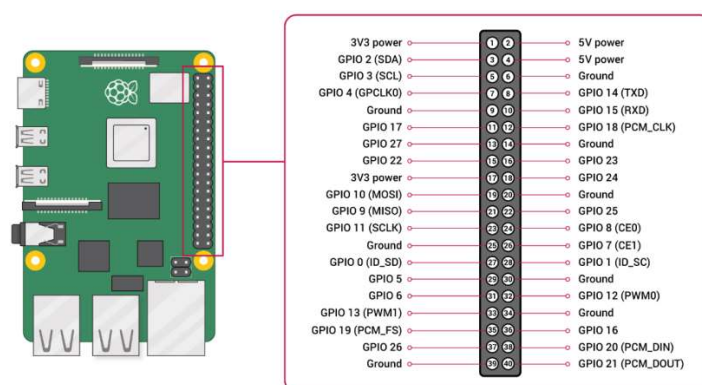 3V3 power 1 2 5V power
GPIO 2 (SDA) 3 4 5V power
GPIO 3 (SCL) 5 6 Ground
GPIO 4 (GPCLK0) 7 8 GPIO 14 (TXD)
Ground 9 10 GPIO 15 (RXD)
GPIO 17 11 12 GPIO 18 (PCM_CLK)
GPIO 27 13 14 Ground
GPIO 22 15 16 GPIO 23
3V3 power 17 18 GPIO 24
GPIO 10 (MOSI) 19 20 Ground
GPIO 9 (MISO) 21 22 GPIO 25
GPIO 11 (SCLK) 23 24 GPIO 8 (CE0)
Ground 25 26 GPIO 7 (CE1)
GPIO 0 (ID_SD) 27 28 GPIO 1 (ID_SC)
GPIO 5 29 30 Ground
GPIO 6 31 32 GPIO 12 (PWM0)
GPIO 13 (PWM1) 33 34 Ground
GPIO 19 (PCM_FS) 35 36 GPIO 16
GPIO 26 37 38 GPIO 20 (PCM_DIN)
Ground 39 40 GPIO 21 (PCM_DOUT)